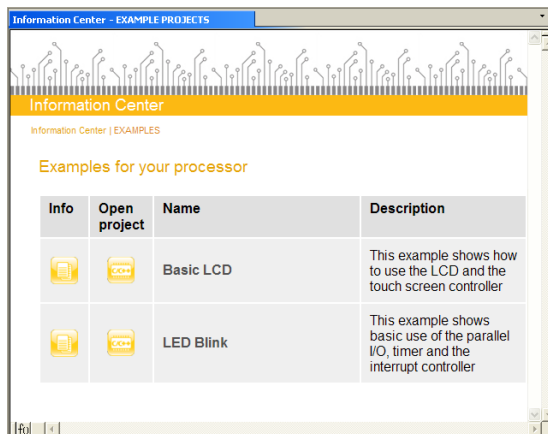 Information Center - EXAMPLE PROJECTS
Information Center
Information Center | EXAMPLES
Examples for your processor
Info
Open project
Name
Description
Basic LCD
This example shows how
to use the LCD and the
touch screen controller
LED Blink
This example shows
basic use of the parallel
I/O, timer and the
interrupt controller